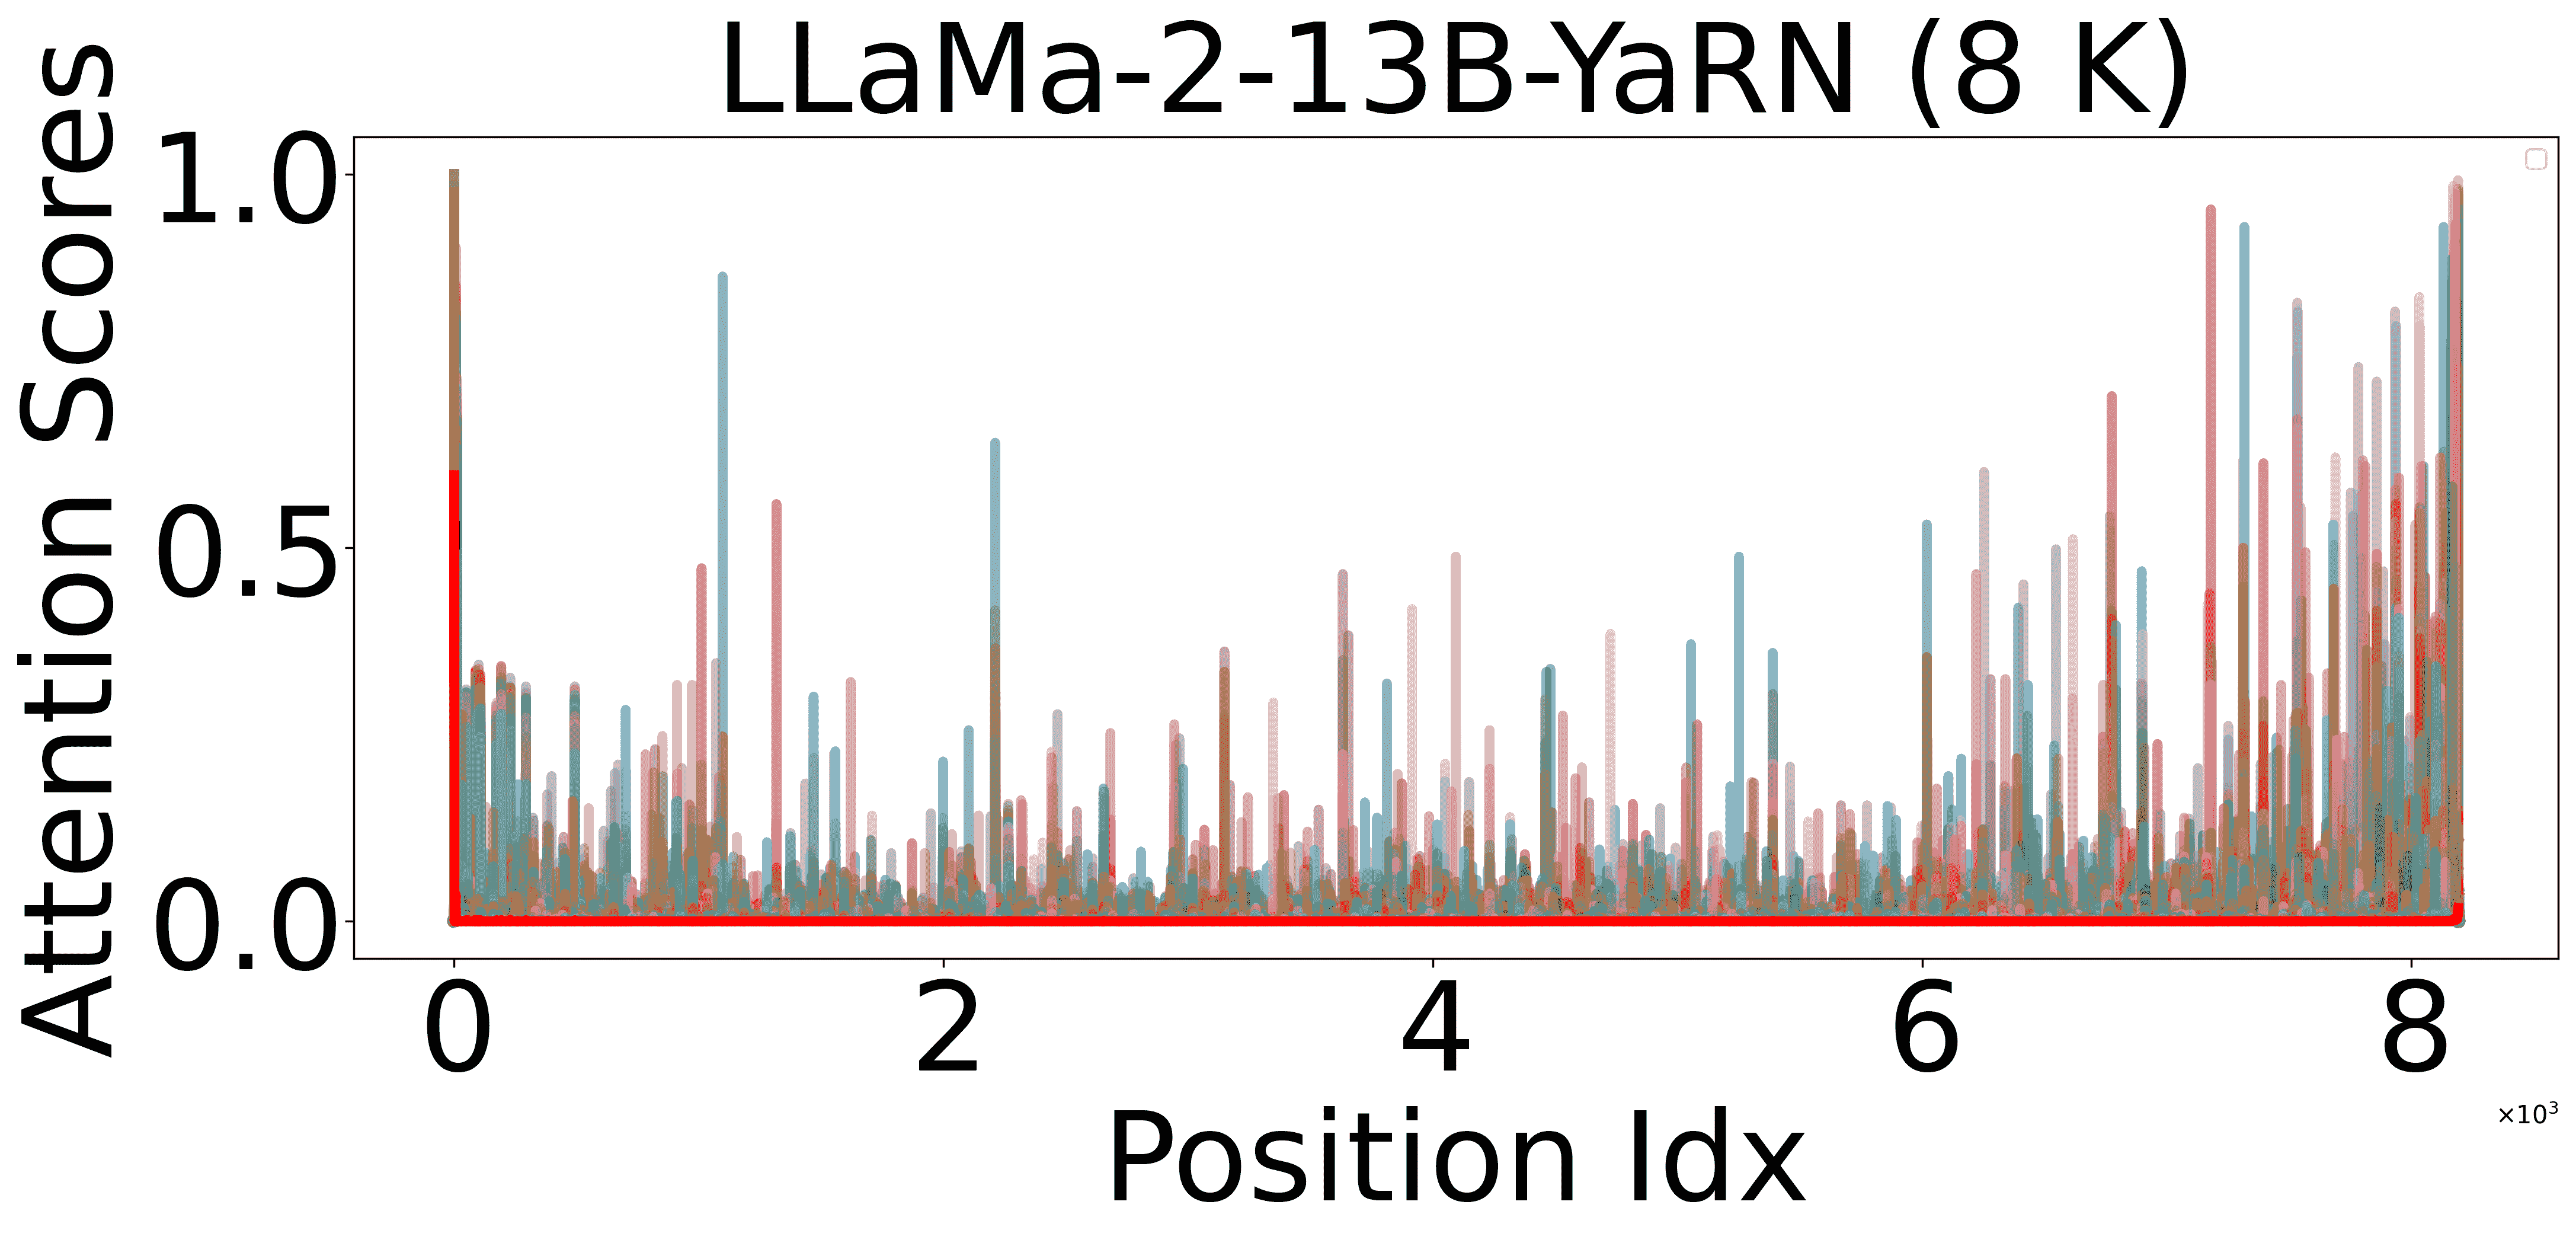 LLaMa-2-13B-YaRN (8 K)
Attention Scores
1.0
0.5
0.0
0 2 4 6 8
×10³
Position Idx